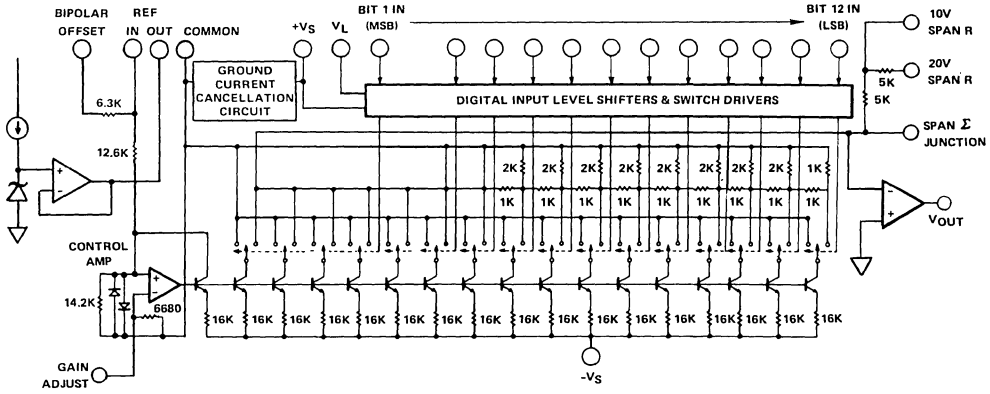 BIPOLAR OFFSET
REF
IN OUT
COMMON
+VS
VL
BIT 1 IN
(MSB)
BIT 12 IN
(LSB)
10V
SPAN R
20V
SPAN R
5K
5K
GROUND
CURRENT
CANCELLATION
CIRCUIT
DIGITAL INPUT LEVEL SHIFTERS & SWITCH DRIVERS
6.3K
12.6K
SPAN Σ
JUNCTION
2K 2K 2K 2K 2K 2K 2K 2K 1K
1K 1K 1K 1K 1K 1K 1K 1K
+
−
−
+
VOUT
CONTROL
AMP
+
−
14.2K
6680
16K 16K 16K 16K 16K 16K 16K 16K 16K 16K 16K 16K 16K 16K 16K 16K 16K
GAIN
ADJUST
-VS